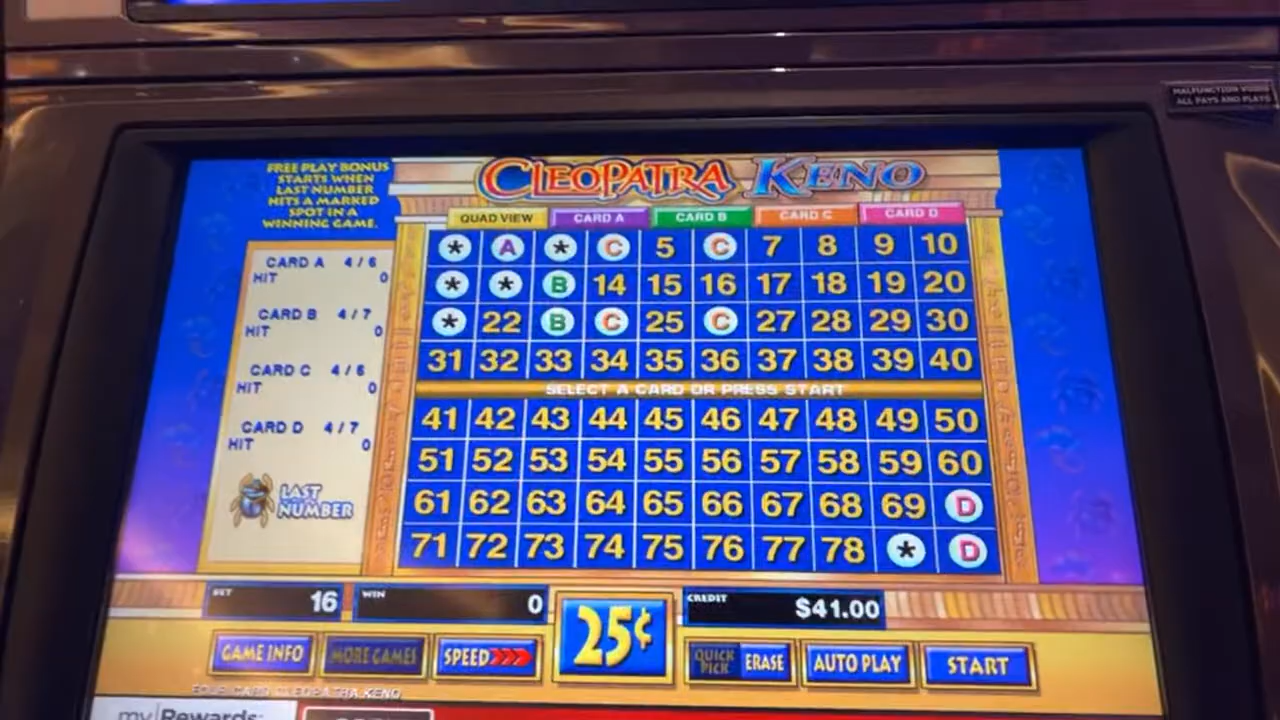 MALFUNCTION VOIDS
ALL PAYS AND PLAYS
FREE PLAY BONUS
STARTS WHEN
LAST NUMBER
HITS A MARKED
SPOT IN A
WINNING GAME.
CLEOPATRA KENO
QUAD VIEW CARD A CARD B CARD C CARD D
* A * C 5 C 7 8 9 10
* * B 14 15 16 17 18 19 20
* 22 B C 25 C 27 28 29 30
31 32 33 34 35 36 37 38 39 40
SELECT A CARD OR PRESS START
41 42 43 44 45 46 47 48 49 50
51 52 53 54 55 56 57 58 59 60
61 62 63 64 65 66 67 68 69 D
71 72 73 74 75 76 77 78 * D
CARD A 4/6
HIT 0
CARD B 4/7
HIT 0
CARD C 4/6
HIT 0
CARD D 4/7
HIT 0
LAST
NUMBER
BET 16 WIN 0 25¢ CREDIT $41.00
GAME INFO MORE GAMES SPEED QUICK PICK ERASE AUTO PLAY START
FOUR CARD CLEOPATRA KENO
my|Rewards